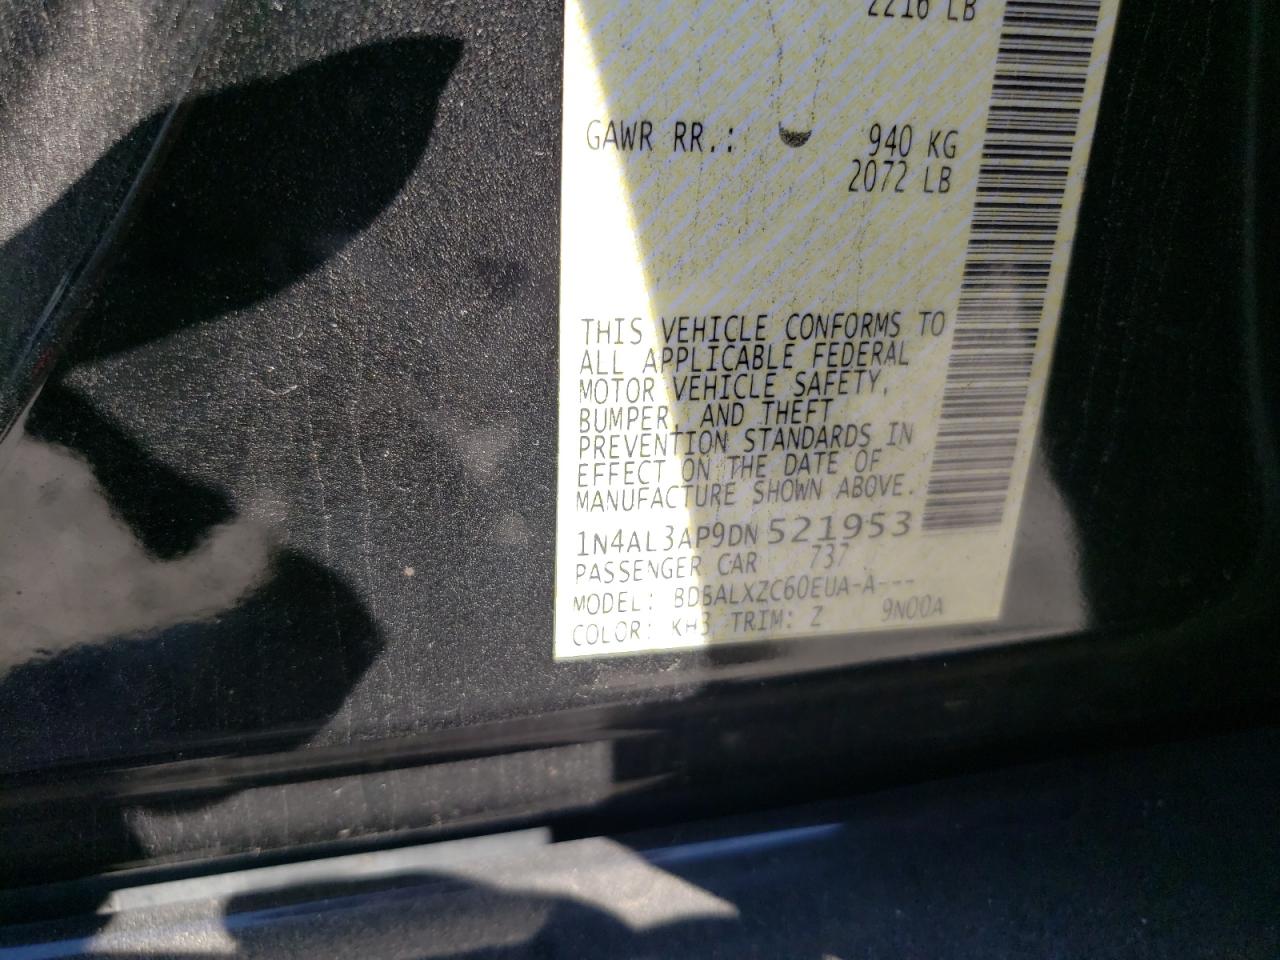 2216 LB
GAWR RR.: 940 KG
2072 LB
THIS VEHICLE CONFORMS TO
ALL APPLICABLE FEDERAL
MOTOR VEHICLE SAFETY,
BUMPER, AND THEFT
PREVENTION STANDARDS IN
EFFECT ON THE DATE OF
MANUFACTURE SHOWN ABOVE.
1N4AL3AP9DN521953
PASSENGER CAR 737
MODEL: BDBALXZC60EUA-A---
COLOR: KH3 TRIM: Z 9N00A